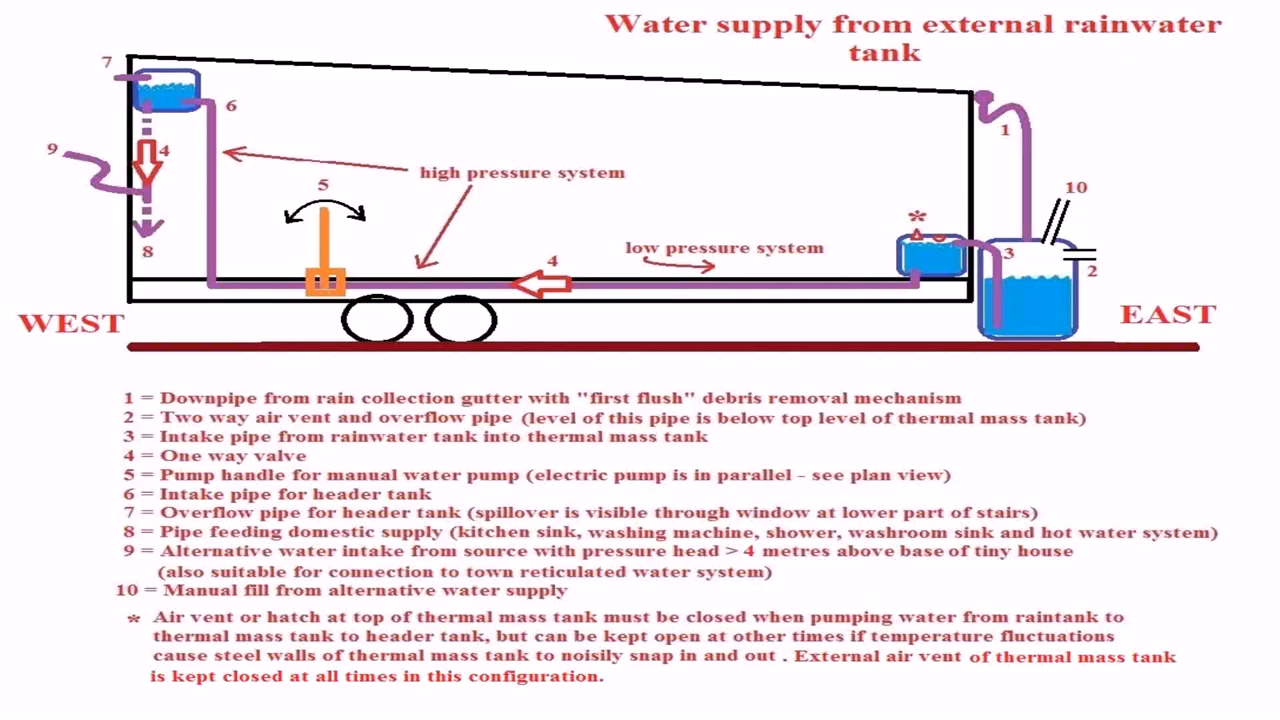 Water supply from external rainwater
tank
7
6
1
9
4
high pressure system
5
10
*
8
low pressure system
4
3
2
WEST
EAST
1 = Downpipe from rain collection gutter with "first flush" debris removal mechanism
2 = Two way air vent and overflow pipe (level of this pipe is below top level of thermal mass tank)
3 = Intake pipe from rainwater tank into thermal mass tank
4 = One way valve
5 = Pump handle for manual water pump (electric pump is in parallel - see plan view)
6 = Intake pipe for header tank
7 = Overflow pipe for header tank (spillover is visible through window at lower part of stairs)
8 = Pipe feeding domestic supply (kitchen sink, washing machine, shower, washroom sink and hot water system)
9 = Alternative water intake from source with pressure head > 4 metres above base of tiny house
(also suitable for connection to town reticulated water system)
10 = Manual fill from alternative water supply
* Air vent or hatch at top of thermal mass tank must be closed when pumping water from raintank to
thermal mass tank to header tank, but can be kept open at other times if temperature fluctuations
cause steel walls of thermal mass tank to noisily snap in and out . External air vent of thermal mass tank
is kept closed at all times in this configuration.